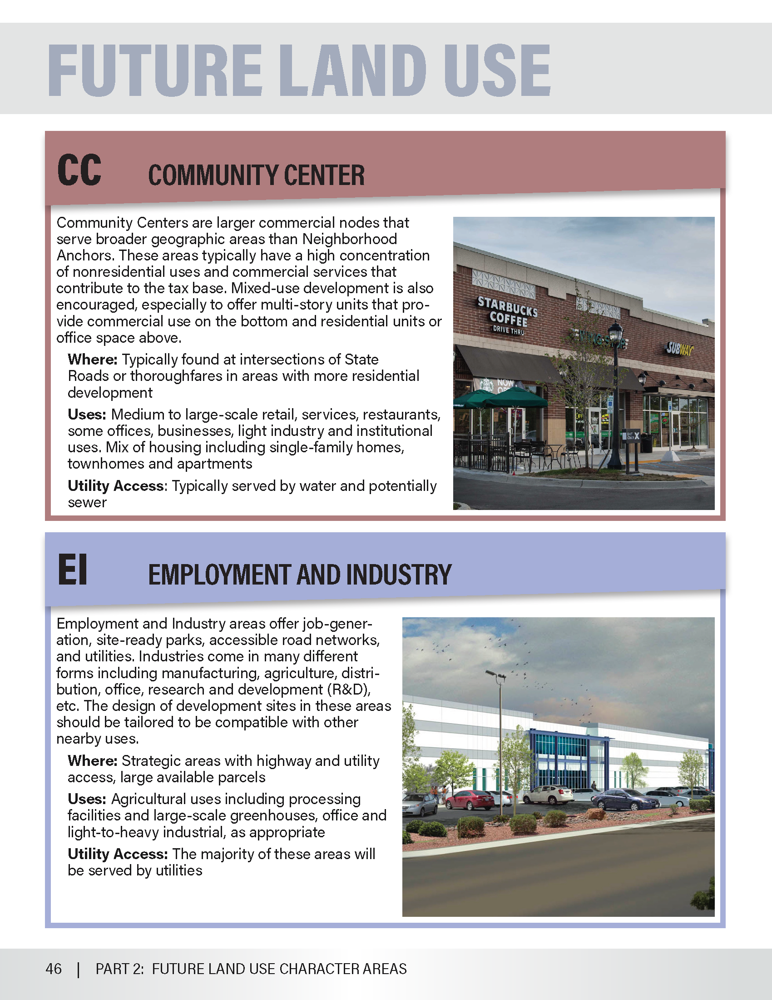 FUTURE LAND USE
CC COMMUNITY CENTER
Community Centers are larger commercial nodes that
serve broader geographic areas than Neighborhood
Anchors. These areas typically have a high concentration
of nonresidential uses and commercial services that
contribute to the tax base. Mixed-use development is also
encouraged, especially to offer multi-story units that pro-
vide commercial use on the bottom and residential units or
office space above.
Where: Typically found at intersections of State
Roads or thoroughfares in areas with more residential
development
Uses: Medium to large-scale retail, services, restaurants,
some offices, businesses, light industry and institutional
uses. Mix of housing including single-family homes,
townhomes and apartments
Utility Access: Typically served by water and potentially
sewer
STARBUCKS
COFFEE
DRIVE THRU
SUBWAY
NOW
EXIT
ONLY X
EI EMPLOYMENT AND INDUSTRY
Employment and Industry areas offer job-gener-
ation, site-ready parks, accessible road networks,
and utilities. Industries come in many different
forms including manufacturing, agriculture, distri-
bution, office, research and development (R&D),
etc. The design of development sites in these areas
should be tailored to be compatible with other
nearby uses.
Where: Strategic areas with highway and utility
access, large available parcels
Uses: Agricultural uses including processing
facilities and large-scale greenhouses, office and
light-to-heavy industrial, as appropriate
Utility Access: The majority of these areas will
be served by utilities
46 | PART 2: FUTURE LAND USE CHARACTER AREAS